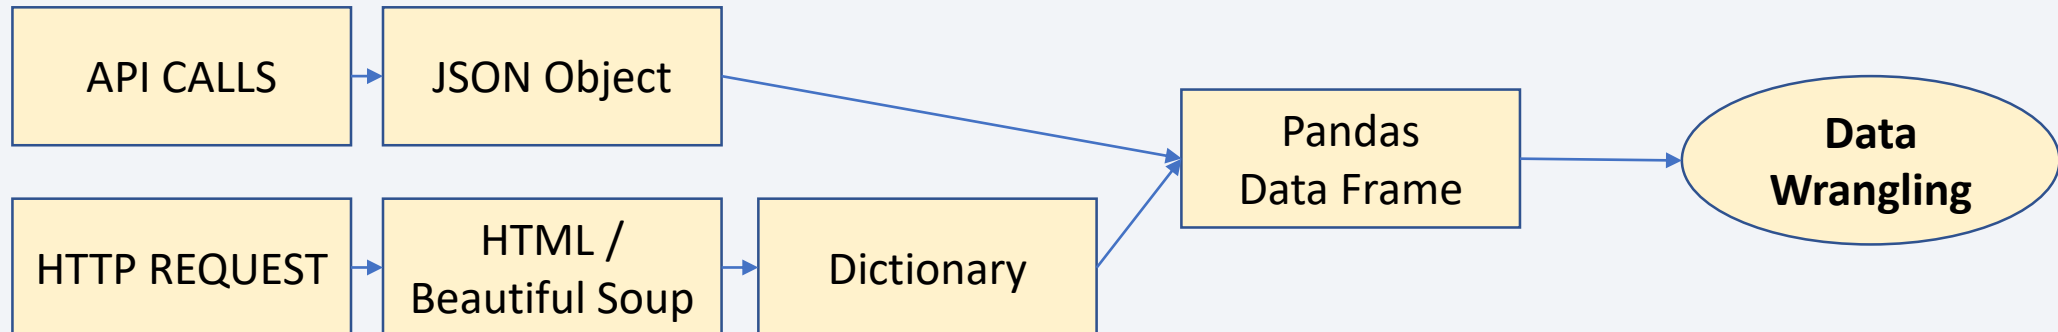 API CALLS
JSON Object
Pandas
Data Frame
Data
Wrangling
HTTP REQUEST
HTML /
Beautiful Soup
Dictionary